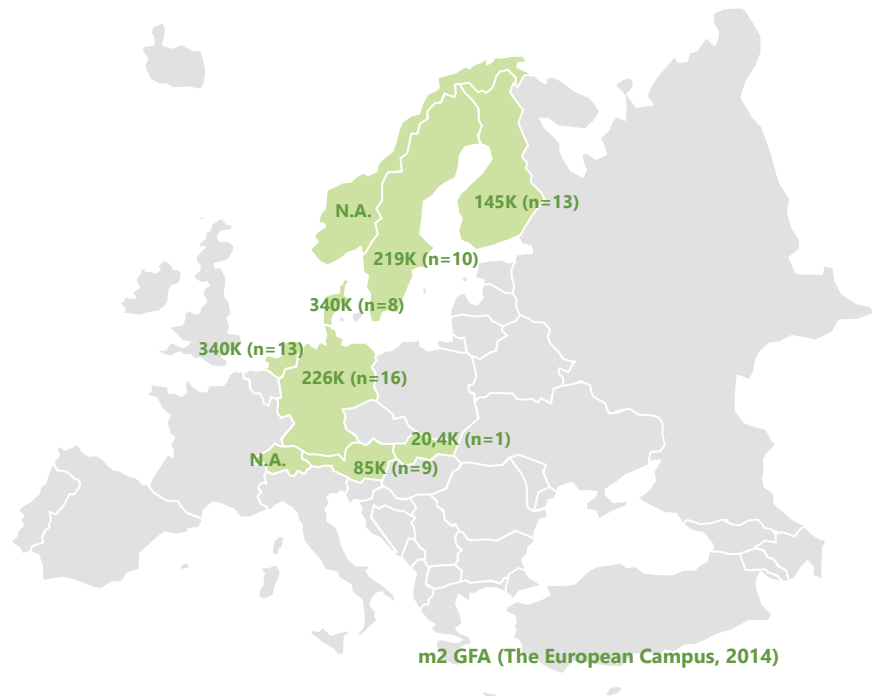 145K (n=13)
N.A.
219K (n=10)
340K (n=8)
340K (n=13)
226K (n=16)
20,4K (n=1)
N.A.
85K (n=9)
m2 GFA (The European Campus, 2014)